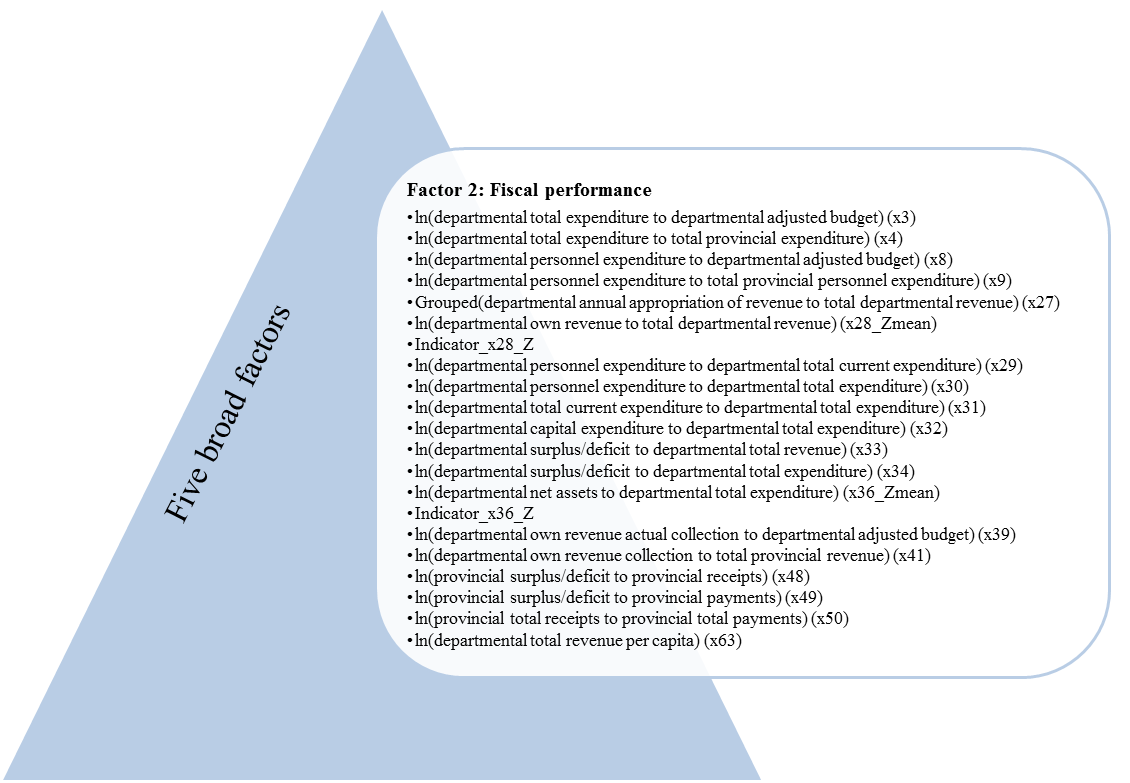 Five broad factors
Factor 2: Fiscal performance
•ln(departmental total expenditure to departmental adjusted budget) (x3)
•ln(departmental total expenditure to total provincial expenditure) (x4)
•ln(departmental personnel expenditure to departmental adjusted budget) (x8)
•ln(departmental personnel expenditure to total provincial personnel expenditure) (x9)
•Grouped(departmental annual appropriation of revenue to total departmental revenue) (x27)
•ln(departmental own revenue to total departmental revenue) (x28_Zmean)
•Indicator_x28_Z
•ln(departmental personnel expenditure to departmental total current expenditure) (x29)
•ln(departmental personnel expenditure to departmental total expenditure) (x30)
•ln(departmental total current expenditure to departmental total expenditure) (x31)
•ln(departmental capital expenditure to departmental total expenditure) (x32)
•ln(departmental surplus/deficit to departmental total revenue) (x33)
•ln(departmental surplus/deficit to departmental total expenditure) (x34)
•ln(departmental net assets to departmental total expenditure) (x36_Zmean)
•Indicator_x36_Z
•ln(departmental own revenue actual collection to departmental adjusted budget) (x39)
•ln(departmental own revenue collection to total provincial revenue) (x41)
•ln(provincial surplus/deficit to provincial receipts) (x48)
•ln(provincial surplus/deficit to provincial payments) (x49)
•ln(provincial total receipts to provincial total payments) (x50)
•ln(departmental total revenue per capita) (x63)